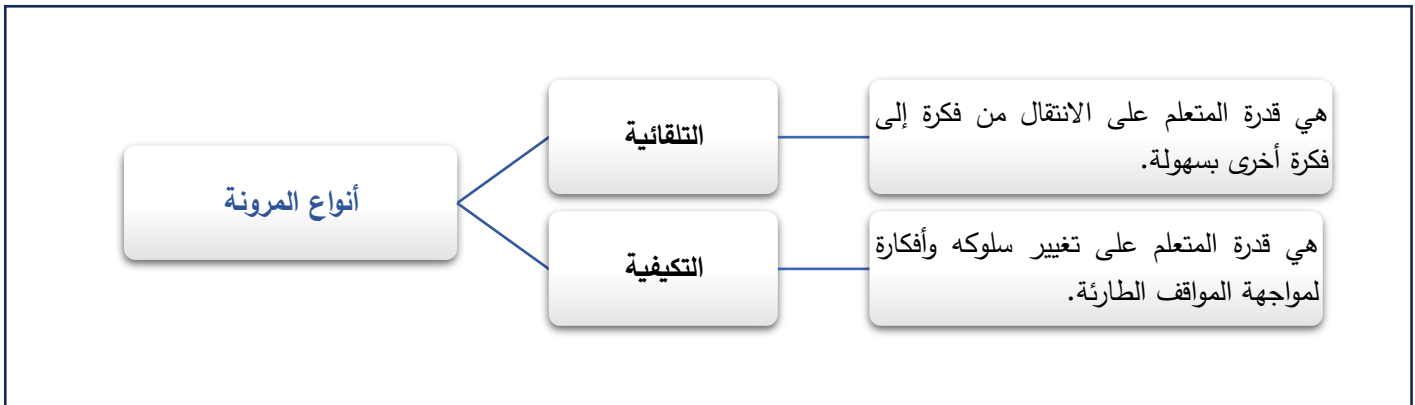 أنواع المرونة
التلقائية
هي قدرة المتعلم على الانتقال من فكرة إلى
فكرة أخرى بسهولة.
التكيفية
هي قدرة المتعلم على تغيير سلوكه وأفكارة
لمواجهة المواقف الطارئة.